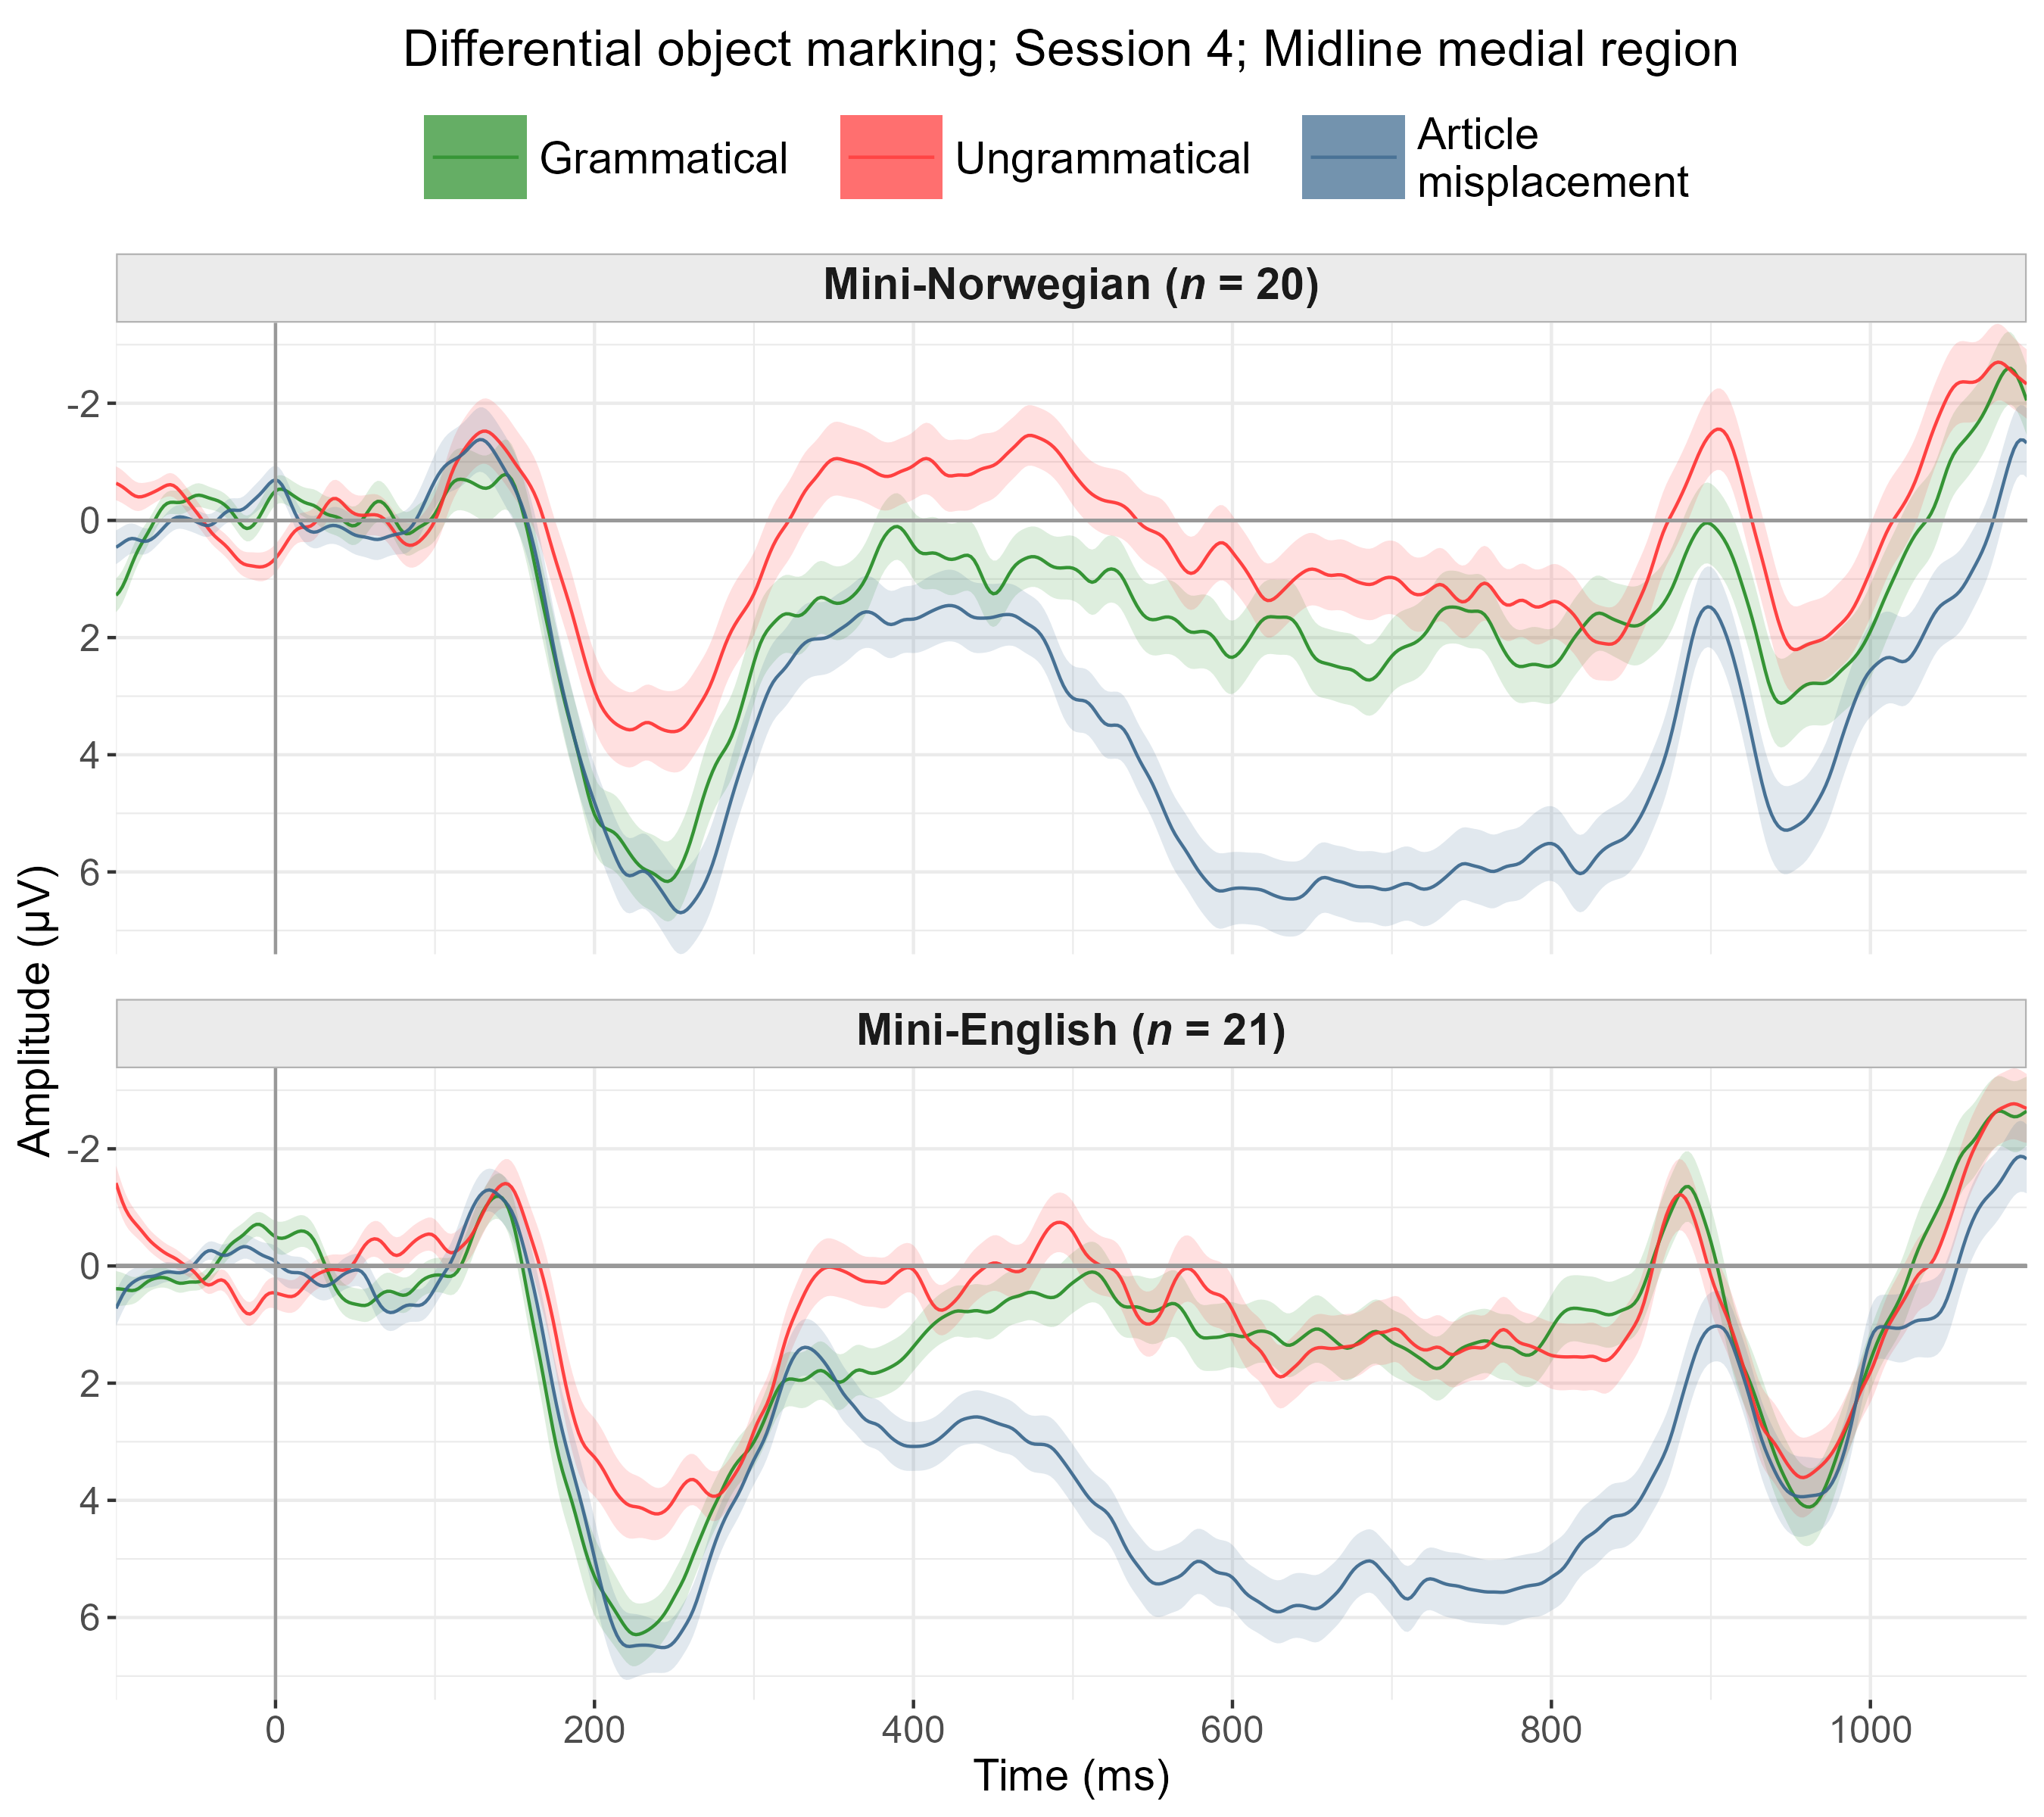 Differential object marking; Session 4; Midline medial region
Grammatical
Ungrammatical
Article
misplacement
Mini-Norwegian (n = 20)
-2
0
2
4
6
Mini-English (n = 21)
-2
0
2
4
6
Amplitude (µV)
0 200 400 600 800 1000
Time (ms)